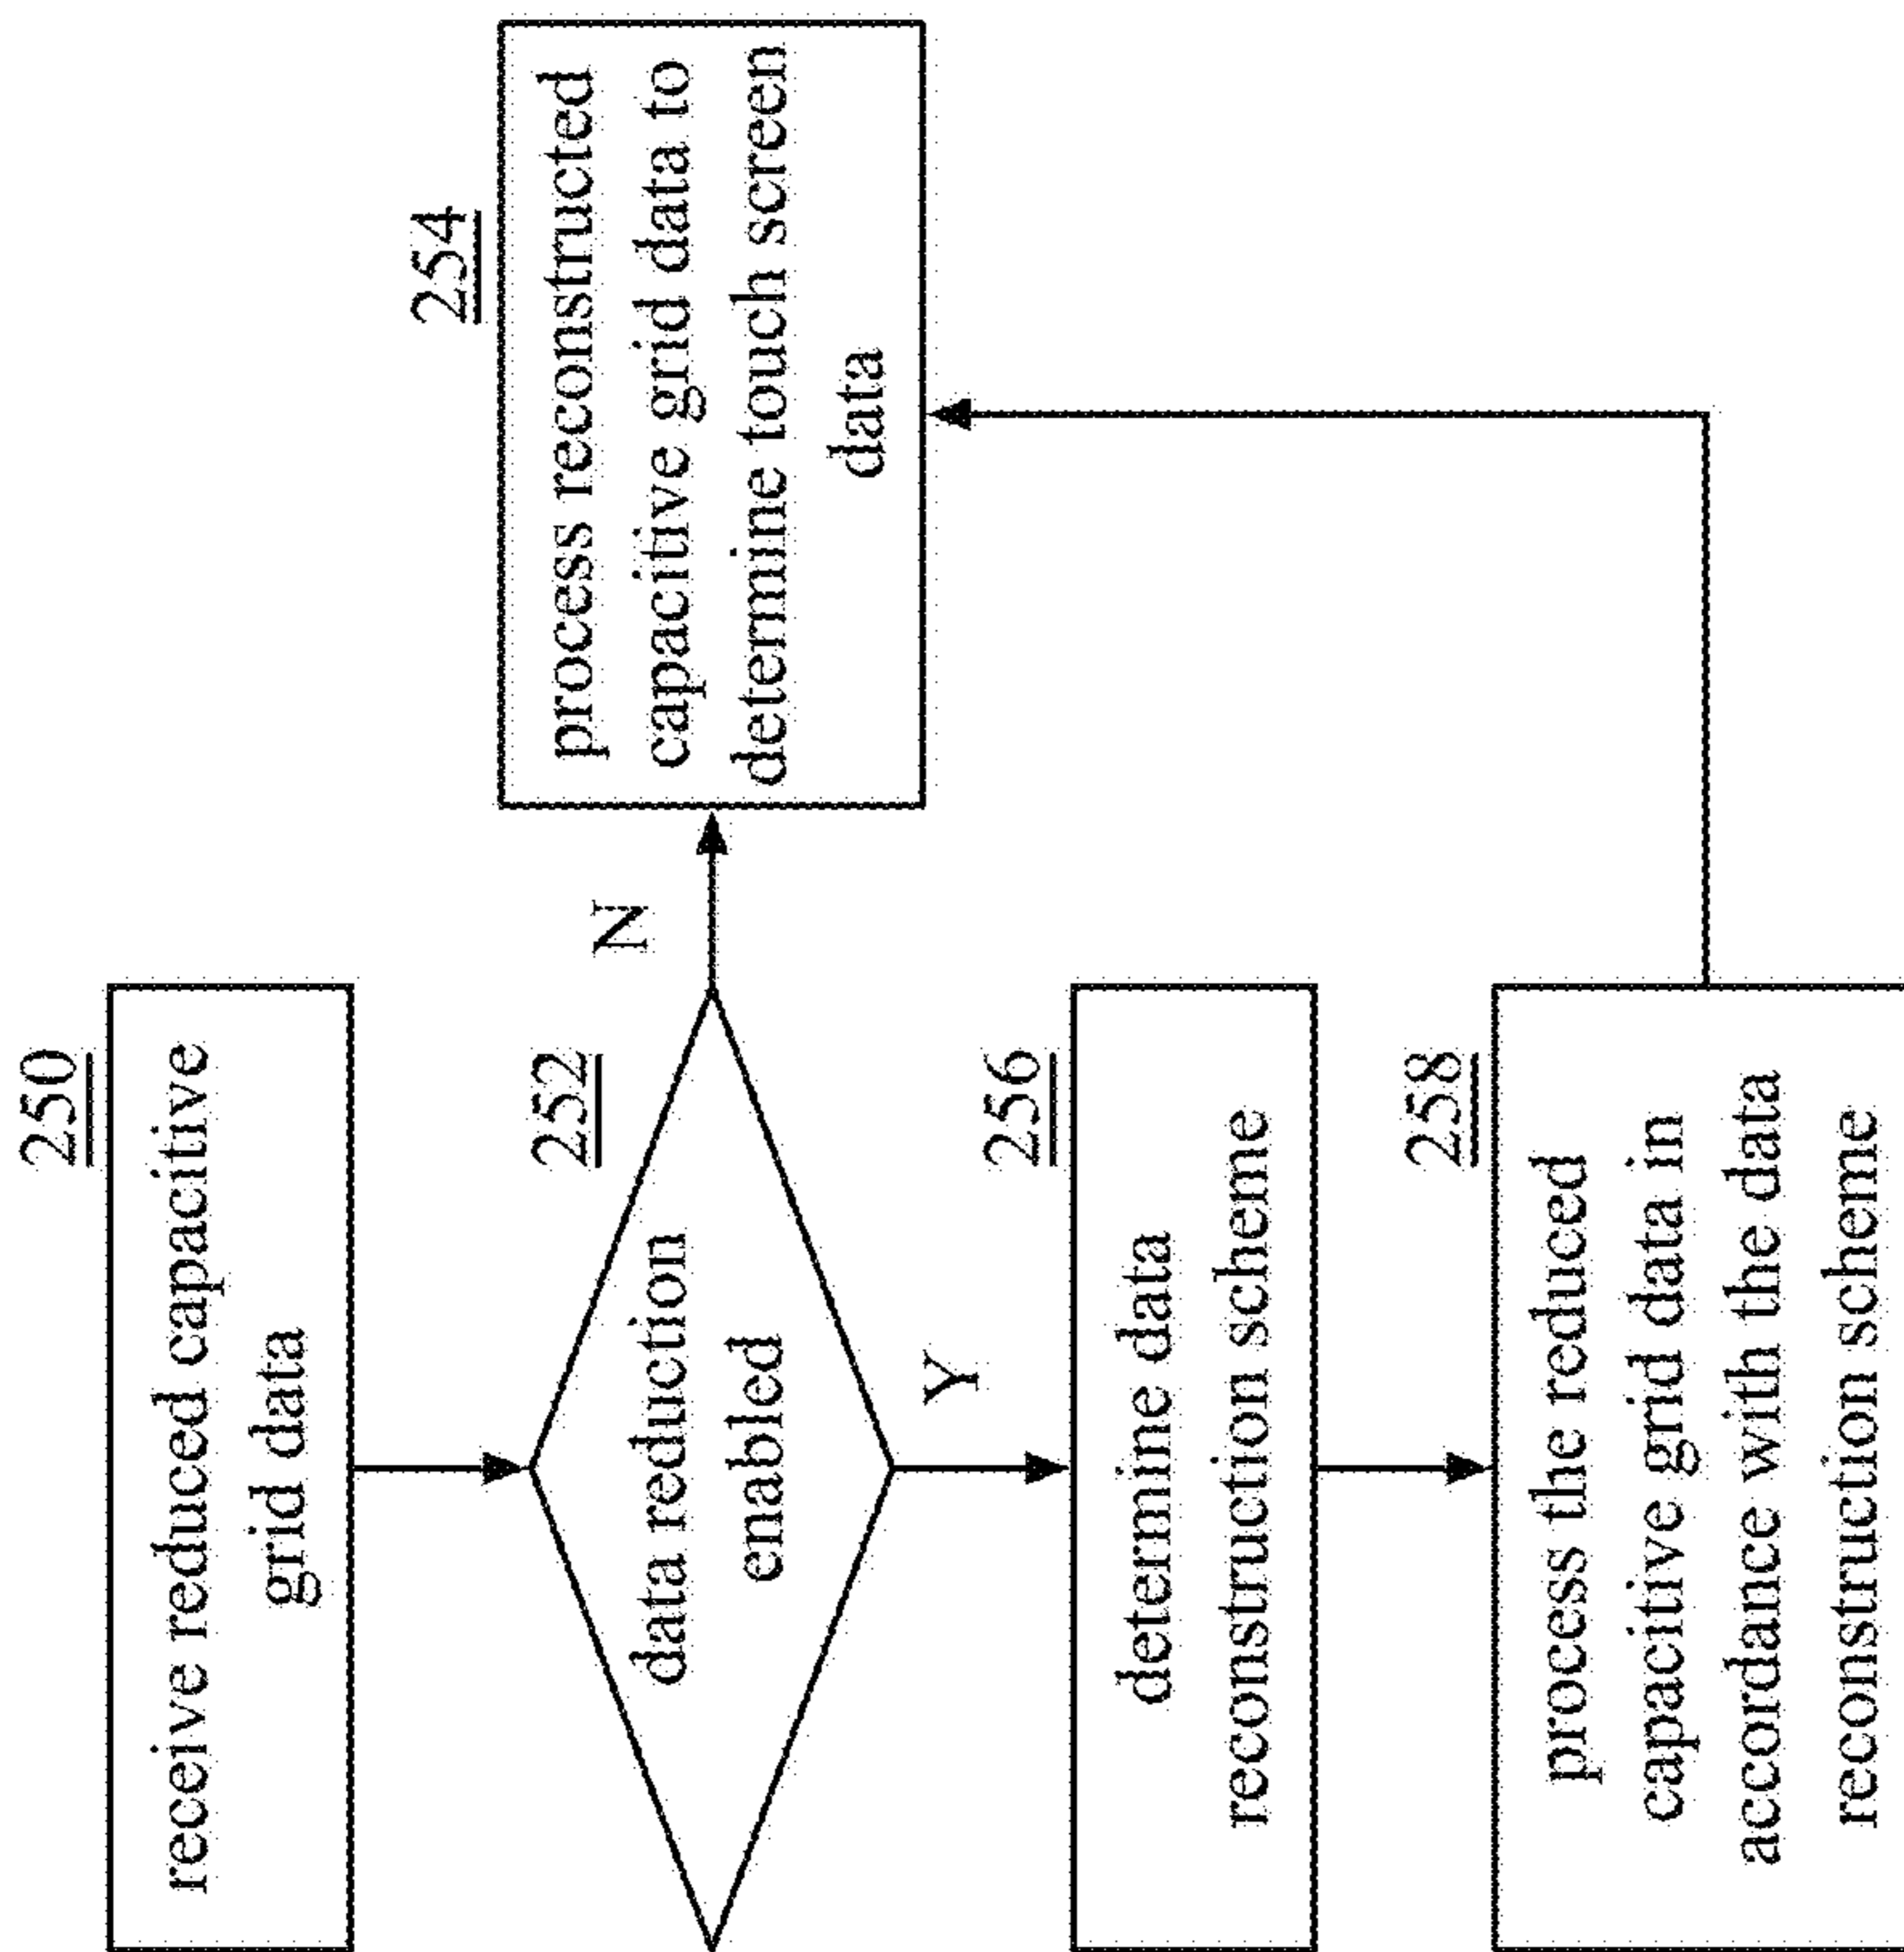 250
receive reduced capacitive
grid data
252
data reduction
enabled
N
254
process reconstructed
capacitive grid data to
determine touch screen
data
Y
256
determine data
reconstruction scheme
258
process the reduced
capacitive grid data in
accordance with the data
reconstruction scheme